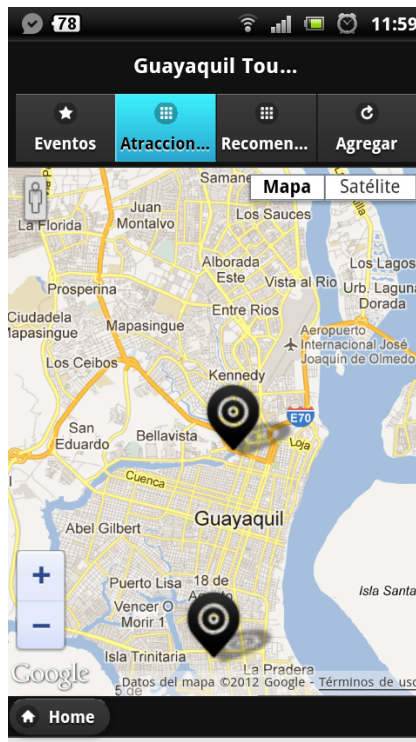 78
11:59
Guayaquil Tou...
Eventos
Atraccion...
Recomen...
Agregar
Mapa
Satélite
Samane
Juan
Montalvo
Los Sauces
La Florida
Alborada
Este
Vista al Rio
Los Lagos
Urb. Laguna
Dorada
Prosperina
Entre Rios
Ciudadela
Mapasingue
Mapasingue
Aeropuerto
Internacional José
Joaquín de Olmedo
Los Ceibos
Kennedy
E70
San
Eduardo
Bellavista
Loja
Cuenca
Guayaquil
Abel Gilbert
+
−
Puerto Lisa
18 de
Vencer O
Morir 1
Isla Santa
Isla Trinitaria
La Pradera
Google
Datos del mapa ©2012 Google - Términos de uso
5 de
Home